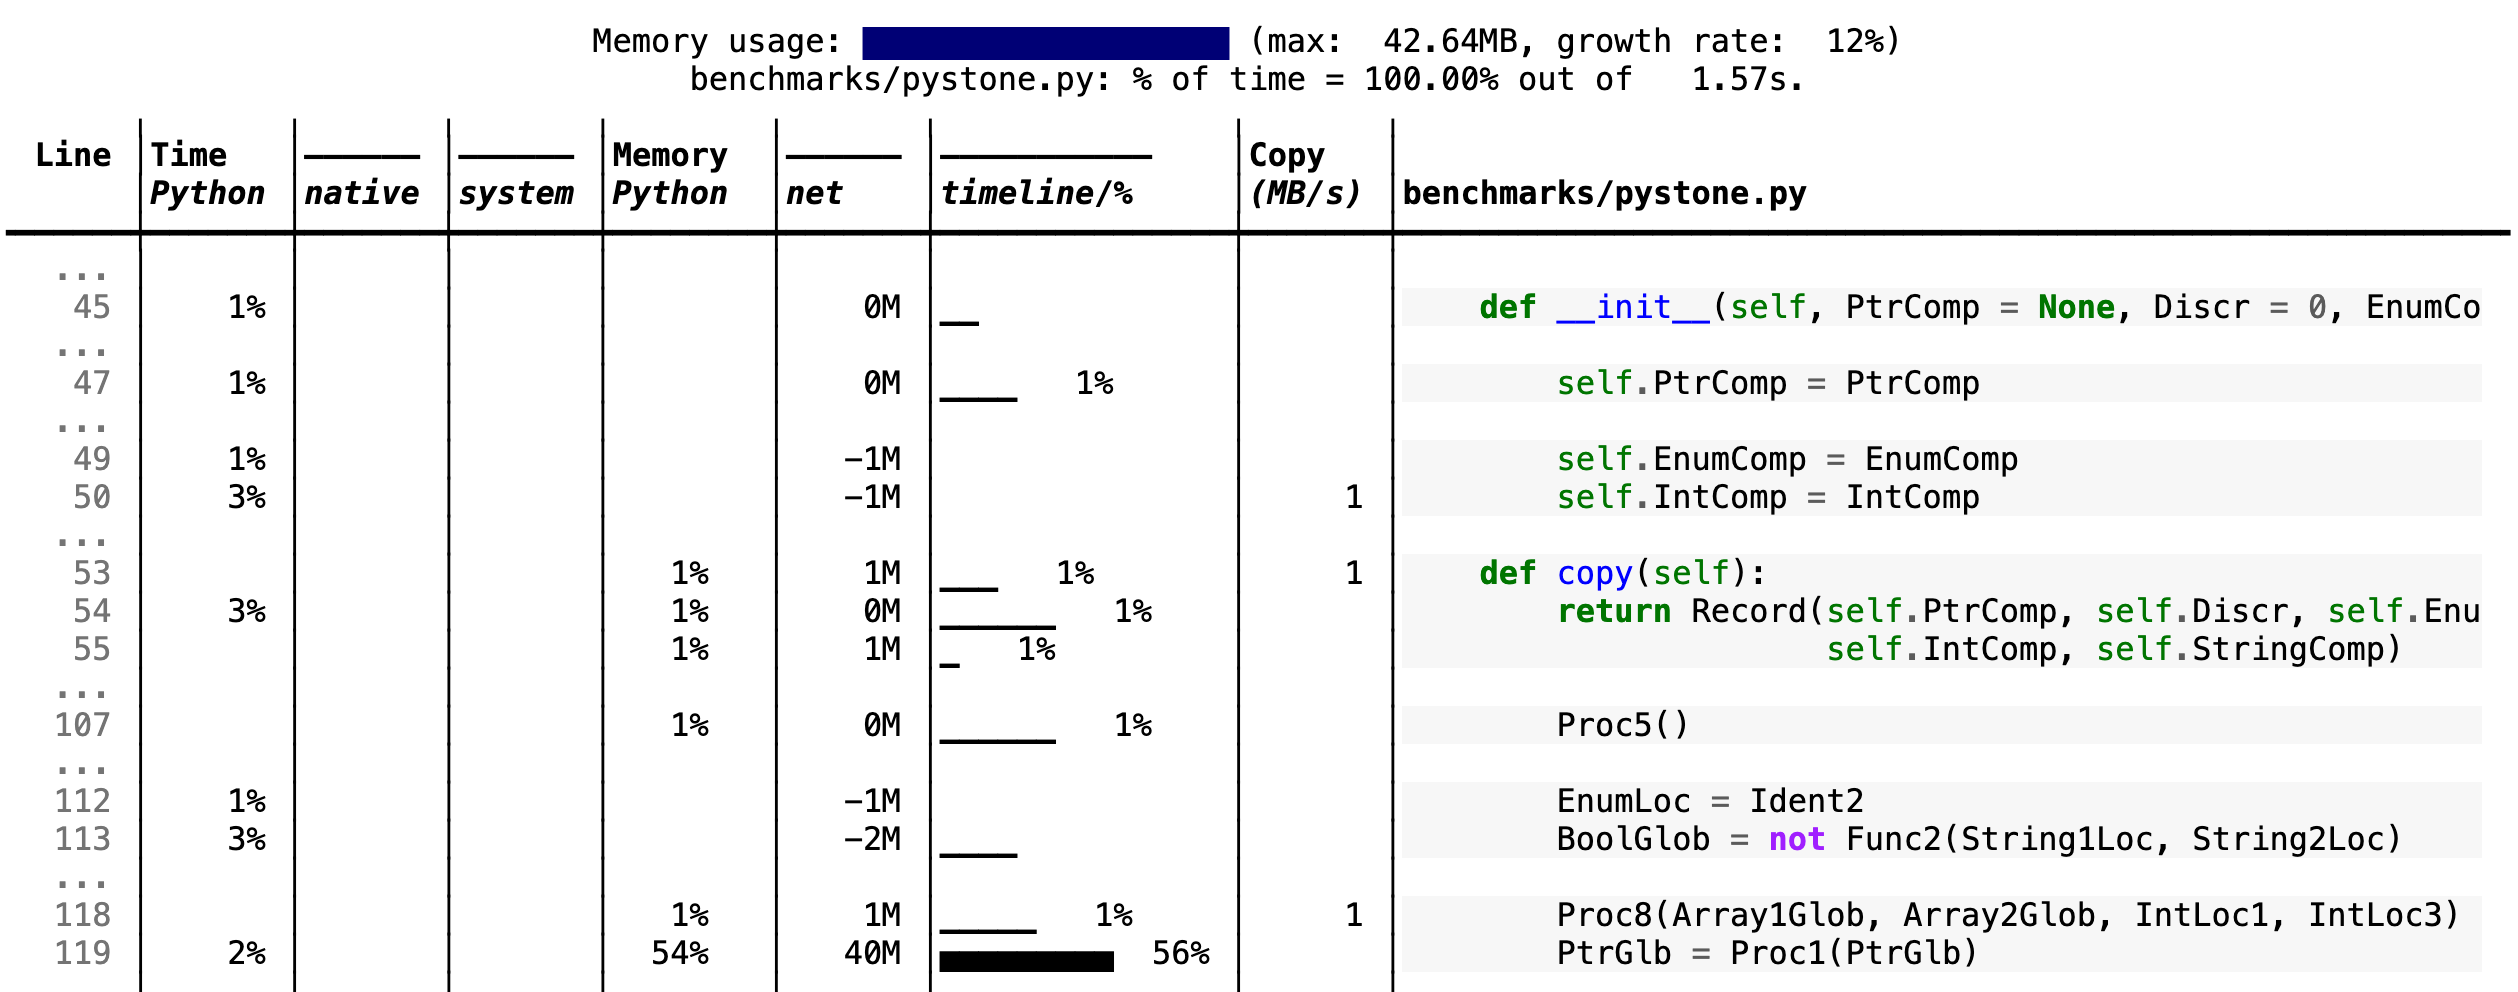 Memory usage: (max:  42.64MB, growth rate:  12%)
benchmarks/pystone.py: % of time = 100.00% out of   1.57s.
Line Time Memory Copy
Python native system Python net timeline/% (MB/s) benchmarks/pystone.py
...
45 1% 0M def __init__(self, PtrComp = None, Discr = 0, EnumCo
...
47 1% 0M 1% self.PtrComp = PtrComp
...
49 1% −1M self.EnumComp = EnumComp
50 3% −1M 1 self.IntComp = IntComp
...
53 1% 1M 1% 1 def copy(self):
54 3% 1% 0M 1% return Record(self.PtrComp, self.Discr, self.Enu
55 1% 1M 1% self.IntComp, self.StringComp)
...
107 1% 0M 1% Proc5()
...
112 1% −1M EnumLoc = Ident2
113 3% −2M BoolGlob = not Func2(String1Loc, String2Loc)
...
118 1% 1M 1% 1 Proc8(Array1Glob, Array2Glob, IntLoc1, IntLoc3)
119 2% 54% 40M 56% PtrGlb = Proc1(PtrGlb)